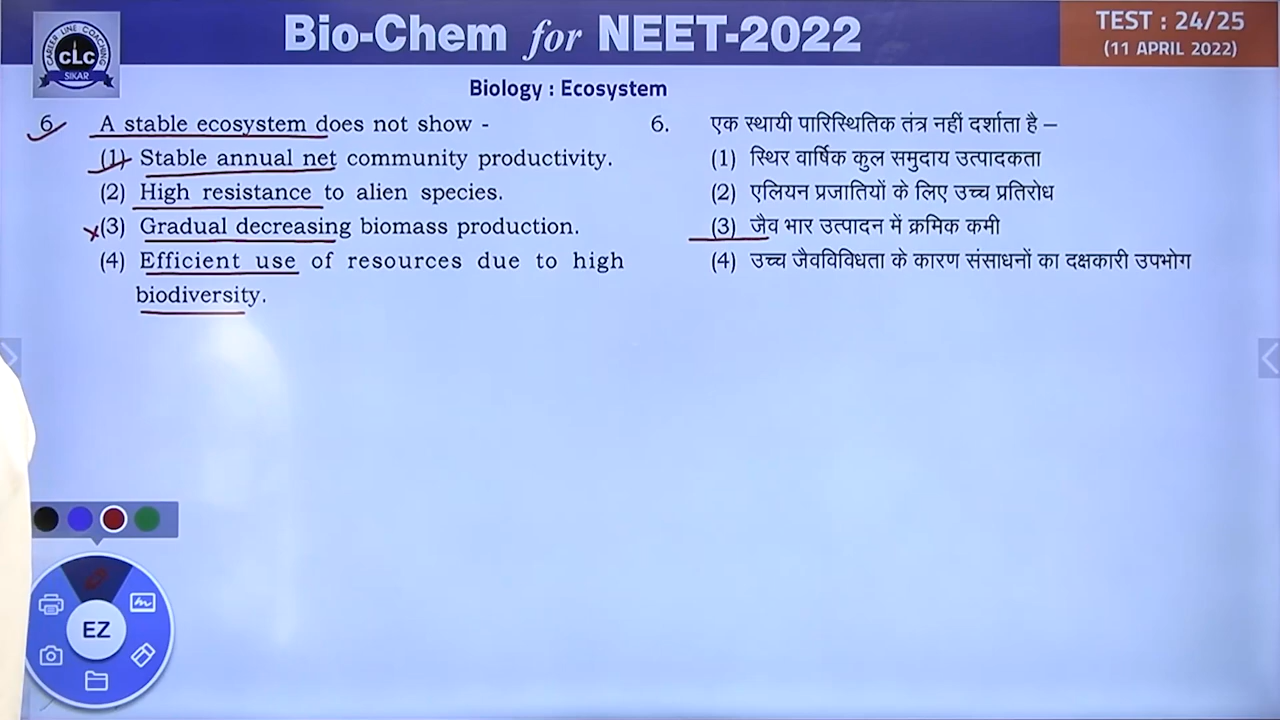 CAREER LINE COACHING
CLC
SIKAR
Bio-Chem for NEET-2022
TEST : 24/25
(11 APRIL 2022)
Biology : Ecosystem
6. A stable ecosystem does not show -
(1) Stable annual net community productivity.
(2) High resistance to alien species.
(3) Gradual decreasing biomass production.
(4) Efficient use of resources due to high
biodiversity.
6. एक स्थायी पारिस्थितिक तंत्र नहीं दर्शाता है –
(1) स्थिर वार्षिक कुल समुदाय उत्पादकता
(2) एलियन प्रजातियों के लिए उच्च प्रतिरोध
(3) जैव भार उत्पादन में क्रमिक कमी
(4) उच्च जैवविविधता के कारण संसाधनों का दक्षकारी उपभोग
EZ